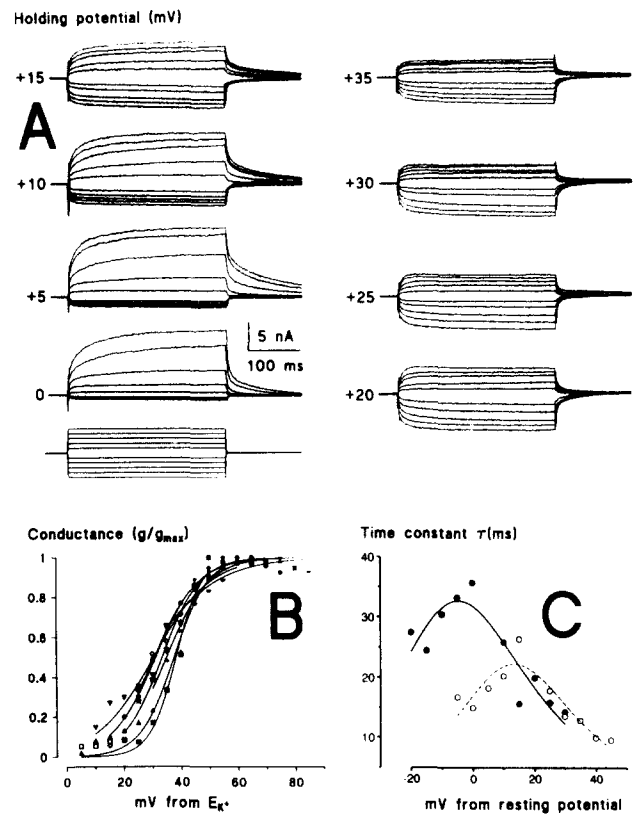 Holding potential (mV)
+15
A
+10
+5
5 nA
100 ms
0
+35
+30
+25
+20
Conductance (g/gmax)
B
1
0.8
0.6
0.4
0.2
0
0 20 40 60 80
mV from EK+
Time constant τ(ms)
C
40
30
20
10
-20 0 20 40
mV from resting potential